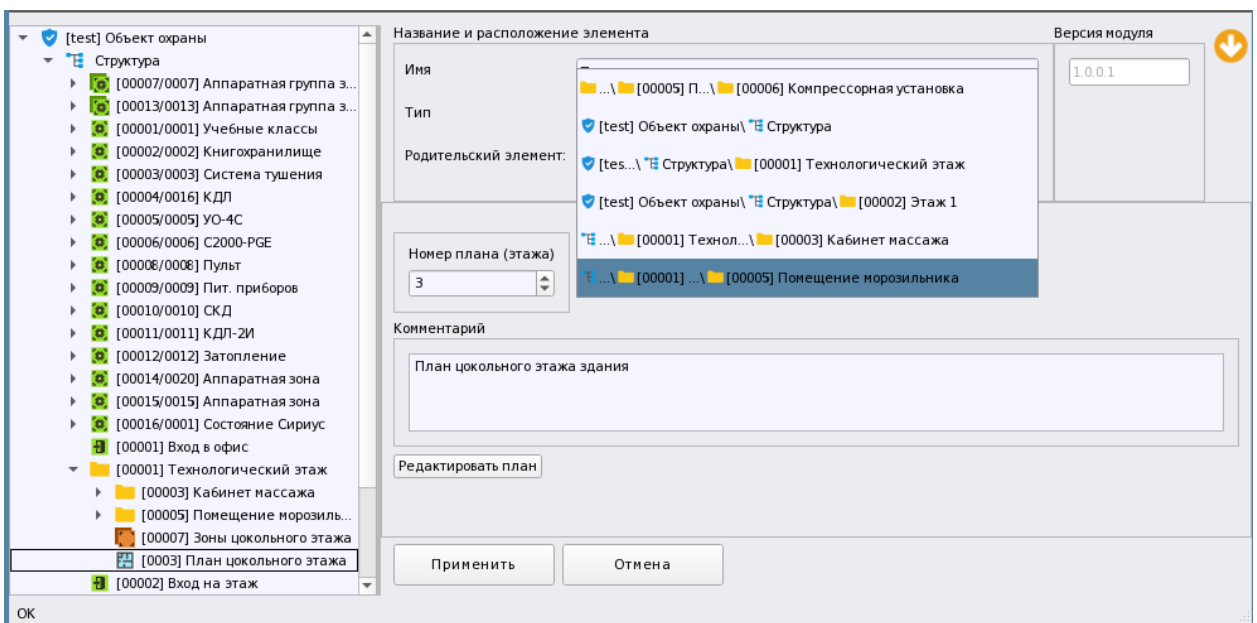 [test] Объект охраны
Структура
[00007/0007] Аппаратная группа з...
[00013/0013] Аппаратная группа з...
[00001/0001] Учебные классы
[00002/0002] Книгохранилище
[00003/0003] Система тушения
[00004/0016] КДЛ
[00005/0005] УО-4С
[00006/0006] С2000-PGE
[00008/0008] Пульт
[00009/0009] Пит. приборов
[00010/0010] СКД
[00011/0011] КДЛ-2И
[00012/0012] Затопление
[00014/0020] Аппаратная зона
[00015/0015] Аппаратная зона
[00016/0001] Состояние Сириус
[00001] Вход в офис
[00001] Технологический этаж
[00003] Кабинет массажа
[00005] Помещение морозиль...
[00007] Зоны цокольного этажа
[0003] План цокольного этажа
[00002] Вход на этаж
Название и расположение элемента
Имя
Тип
Родительский элемент:
...\ [00005] П...\ [00006] Компрессорная установка
[test] Объект охраны\ Структура
[tes...\ Структура\ [00001] Технологический этаж
[test] Объект охраны\ Структура\ [00002] Этаж 1
...\ [00001] Технол...\ [00003] Кабинет массажа
...\ [00001] ...\ [00005] Помещение морозильника
Версия модуля
1.0.0.1
Номер плана (этажа)
3
Комментарий
План цокольного этажа здания
Редактировать план
Применить
Отмена
OK